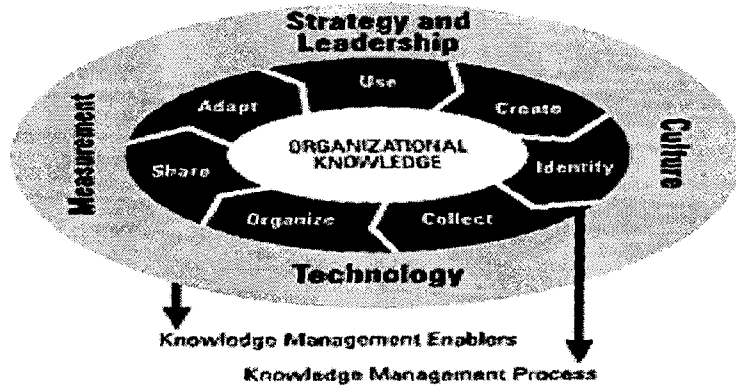 Strategy and
Leadership
Use
Adapt
Create
Measurement
ORGANIZATIONAL
KNOWLEDGE
Culture
Share
Identify
Organize
Collect
Technology
Knowledge Management Enablers
Knowledge Management Process